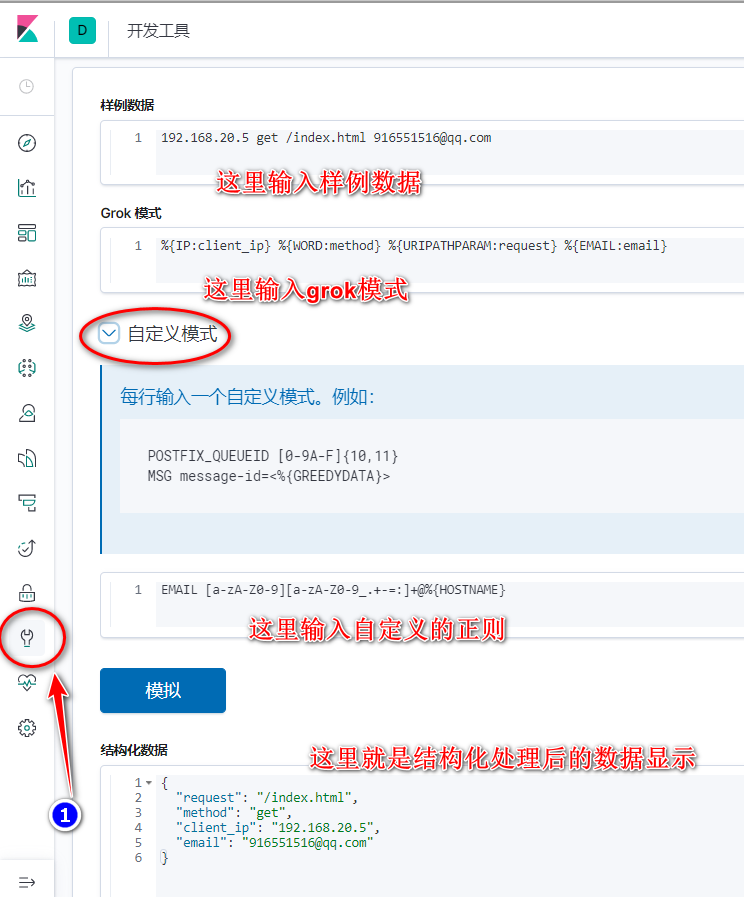 D 开发工具
样例数据
1 192.168.20.5 get /index.html 916551516@qq.com
这里输入样例数据
Grok 模式
1 %{IP:client_ip} %{WORD:method} %{URIPATHPARAM:request} %{EMAIL:email}
这里输入grok模式
自定义模式
每行输入一个自定义模式。例如：
POSTFIX_QUEUEID [0-9A-F]{10,11}
MSG message-id=<%{GREEDYDATA}>
1 EMAIL [a-zA-Z0-9][a-zA-Z0-9_.+-=:]+@%{HOSTNAME}
这里输入自定义的正则
模拟
结构化数据
这里就是结构化处理后的数据显示
1 {
2 "request": "/index.html",
3 "method": "get",
4 "client_ip": "192.168.20.5",
5 "email": "916551516@qq.com"
6 }
1